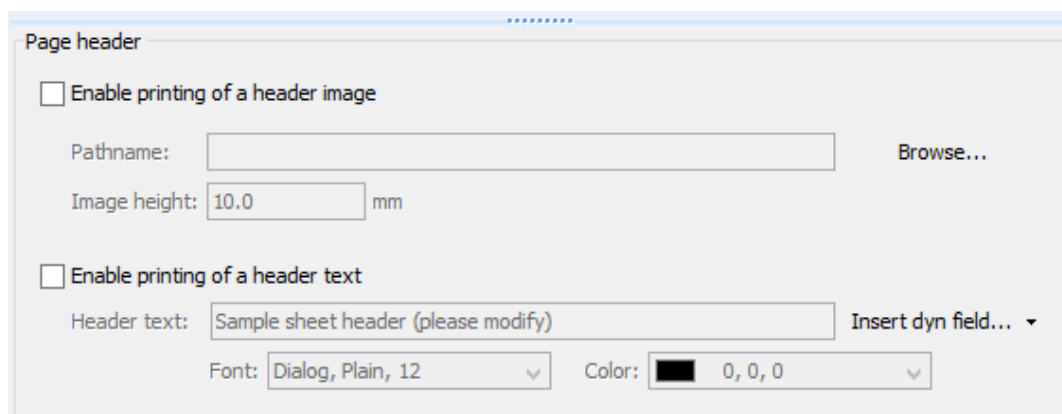 Page header
Enable printing of a header image
Pathname: Browse...
Image height: 10.0 mm
Enable printing of a header text
Header text: Sample sheet header (please modify) Insert dyn field...
Font: Dialog, Plain, 12 Color: 0, 0, 0